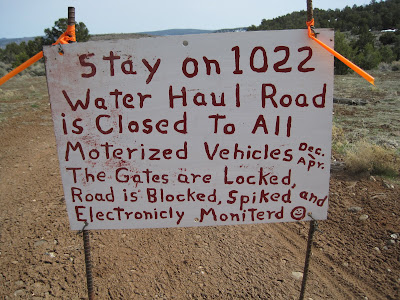 Stay on 1022
Water Haul Road
is Closed To All
Moterized Vehicles Dec. Apr.
The Gates are Locked,
Road is Blocked, Spiked, and
Electronicly Moniterd ☺